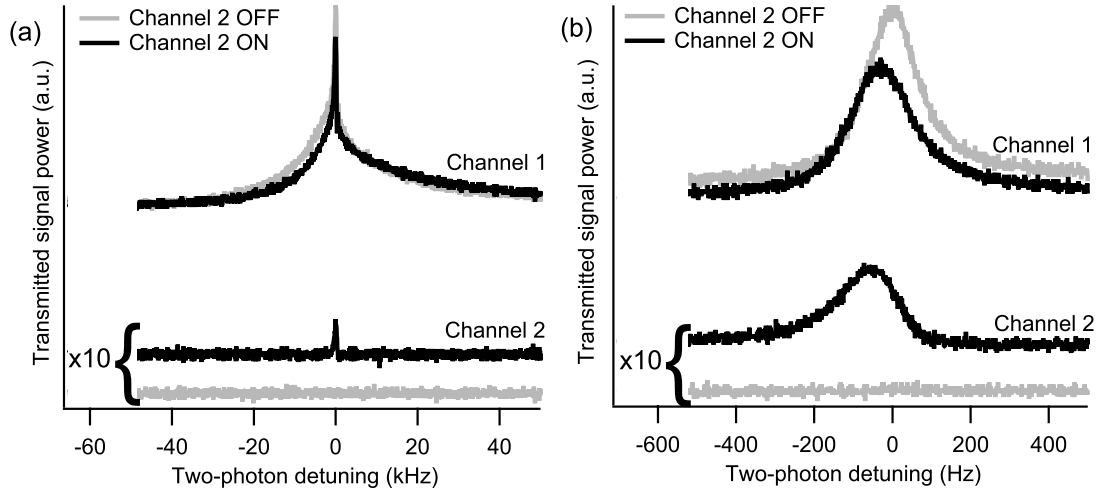 (a)
Channel 2 OFF
Channel 2 ON
Transmitted signal power (a.u.)
Channel 1
Channel 2
x10
{
-60 -40 -20 0 20 40
Two-photon detuning (kHz)
(b)
Channel 2 OFF
Channel 2 ON
Transmitted signal power (a.u.)
Channel 1
Channel 2
x10
{
-600 -400 -200 0 200 400
Two-photon detuning (Hz)